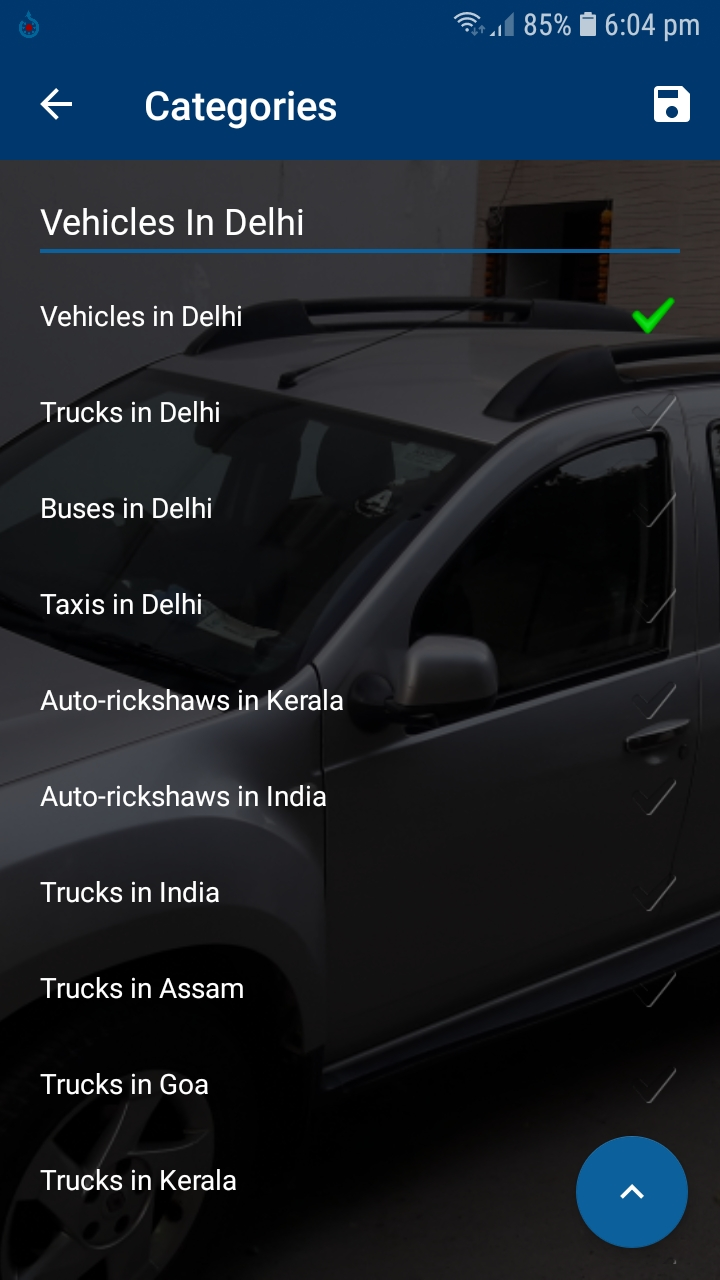 85% 6:04 pm
Categories
Vehicles In Delhi
Vehicles in Delhi
Trucks in Delhi
Buses in Delhi
Taxis in Delhi
Auto-rickshaws in Kerala
Auto-rickshaws in India
Trucks in India
Trucks in Assam
Trucks in Goa
Trucks in Kerala